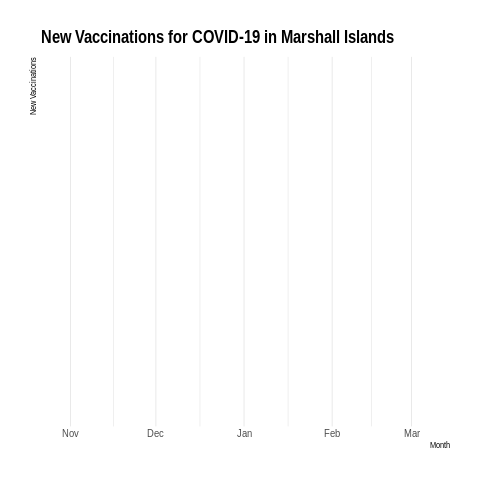 New Vaccinations for COVID-19 in Marshall Islands
New Vaccinations
Nov Dec Jan Feb Mar
Month